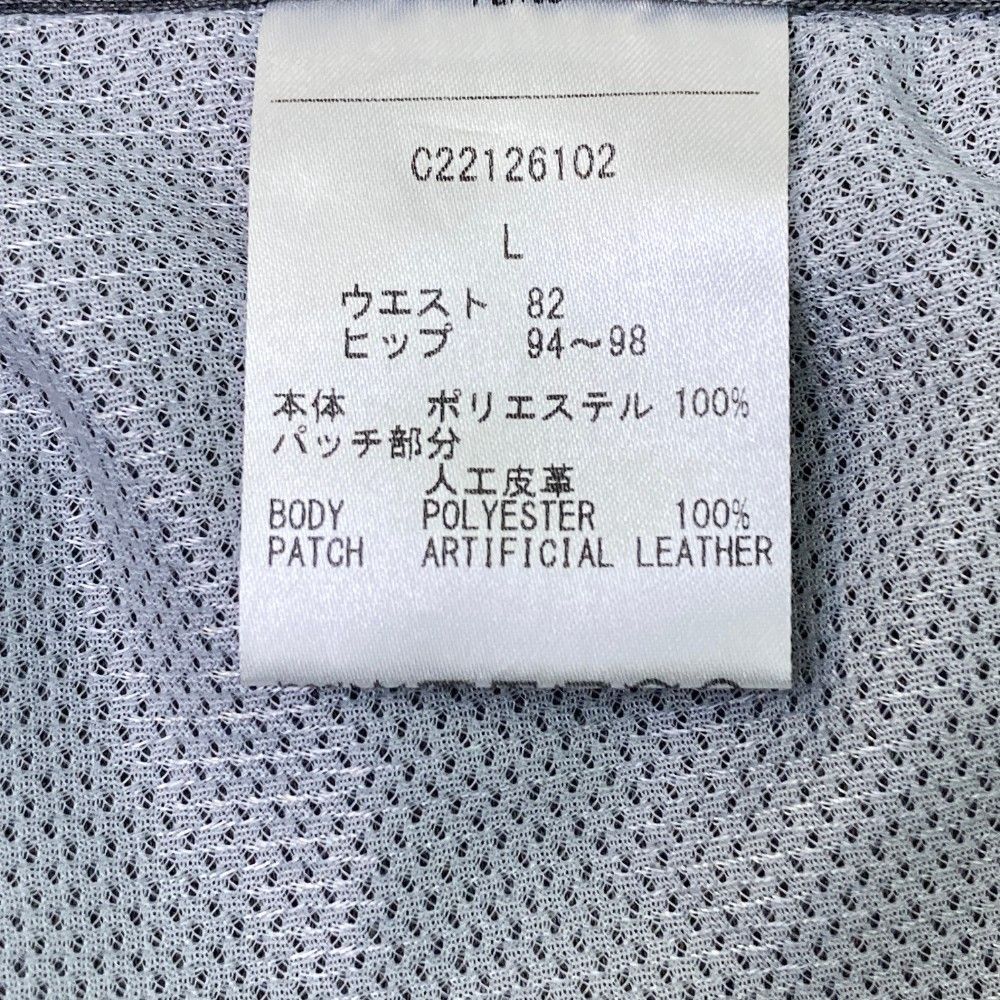 C22126102
L
ウエスト 82
ヒップ 94～98
本体 ポリエステル 100%
パッチ部分
人工皮革
BODY POLYESTER 100%
PATCH ARTIFICIAL LEATHER